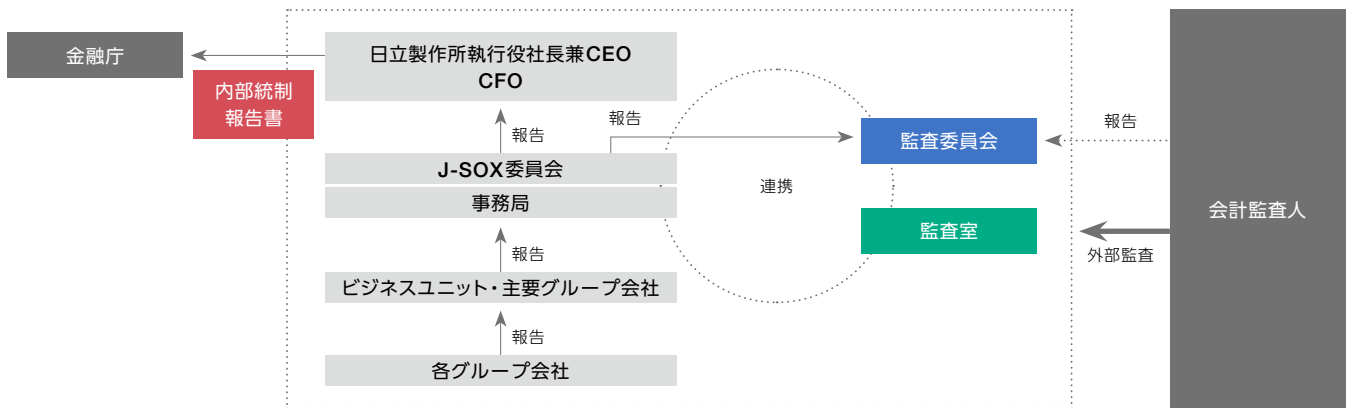 金融庁
内部統制
報告書
日立製作所執行役社長兼CEO
CFO
報告
報告
J-SOX委員会
事務局
報告
ビジネスユニット・主要グループ会社
報告
各グループ会社
連携
監査委員会
監査室
報告
外部監査
会計監査人